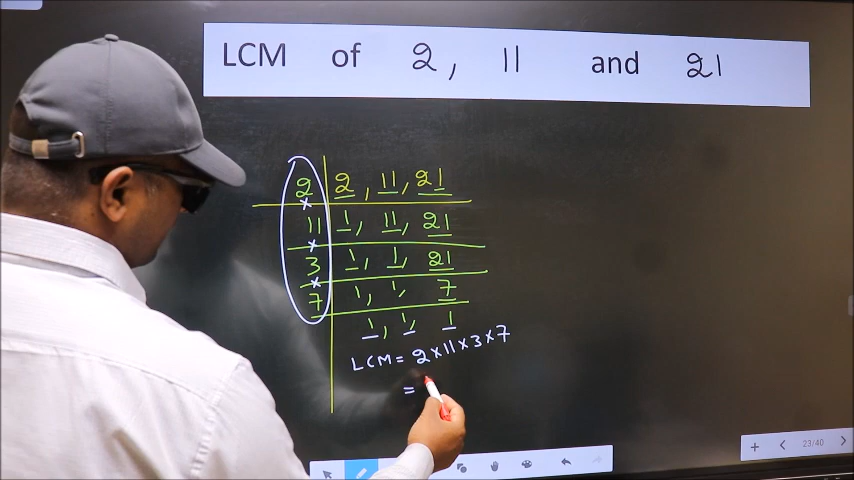 LCM of 2, 11 and 21
2 2, 11, 21
11 1, 11, 21
3 1, 1, 21
7 1, 1, 7
1, 1, 1
LCM = 2 × 11 × 3 × 7
=
23/40